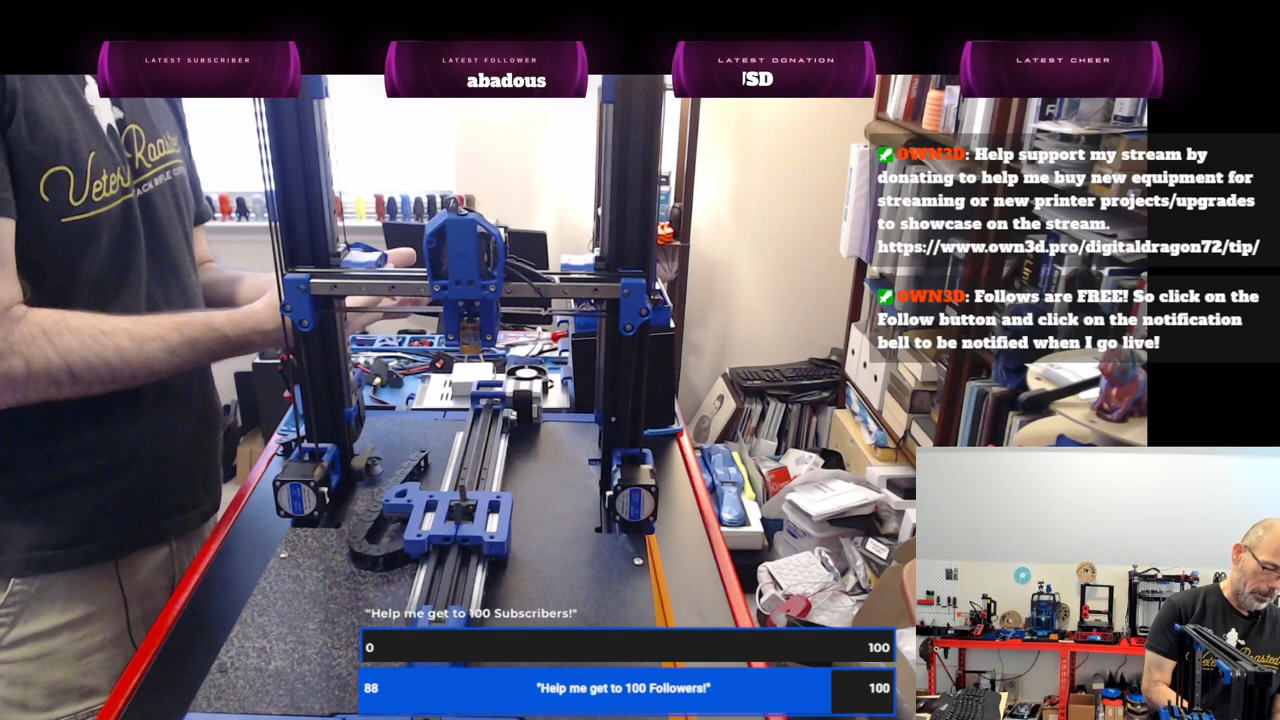 LATEST SUBSCRIBER
LATEST FOLLOWER
abadous
LATEST DONATION
SD
LATEST CHEER
OWN3D: Help support my stream by
donating to help me buy new equipment for
streaming or new printer projects/upgrades
to showcase on the stream.
https://www.own3d.pro/digitaldragon72/tip/
OWN3D: Follows are FREE! So click on the
Follow button and click on the notification
bell to be notified when I go live!
"Help me get to 100 Subscribers!"
0
100
88
"Help me get to 100 Followers!"
100